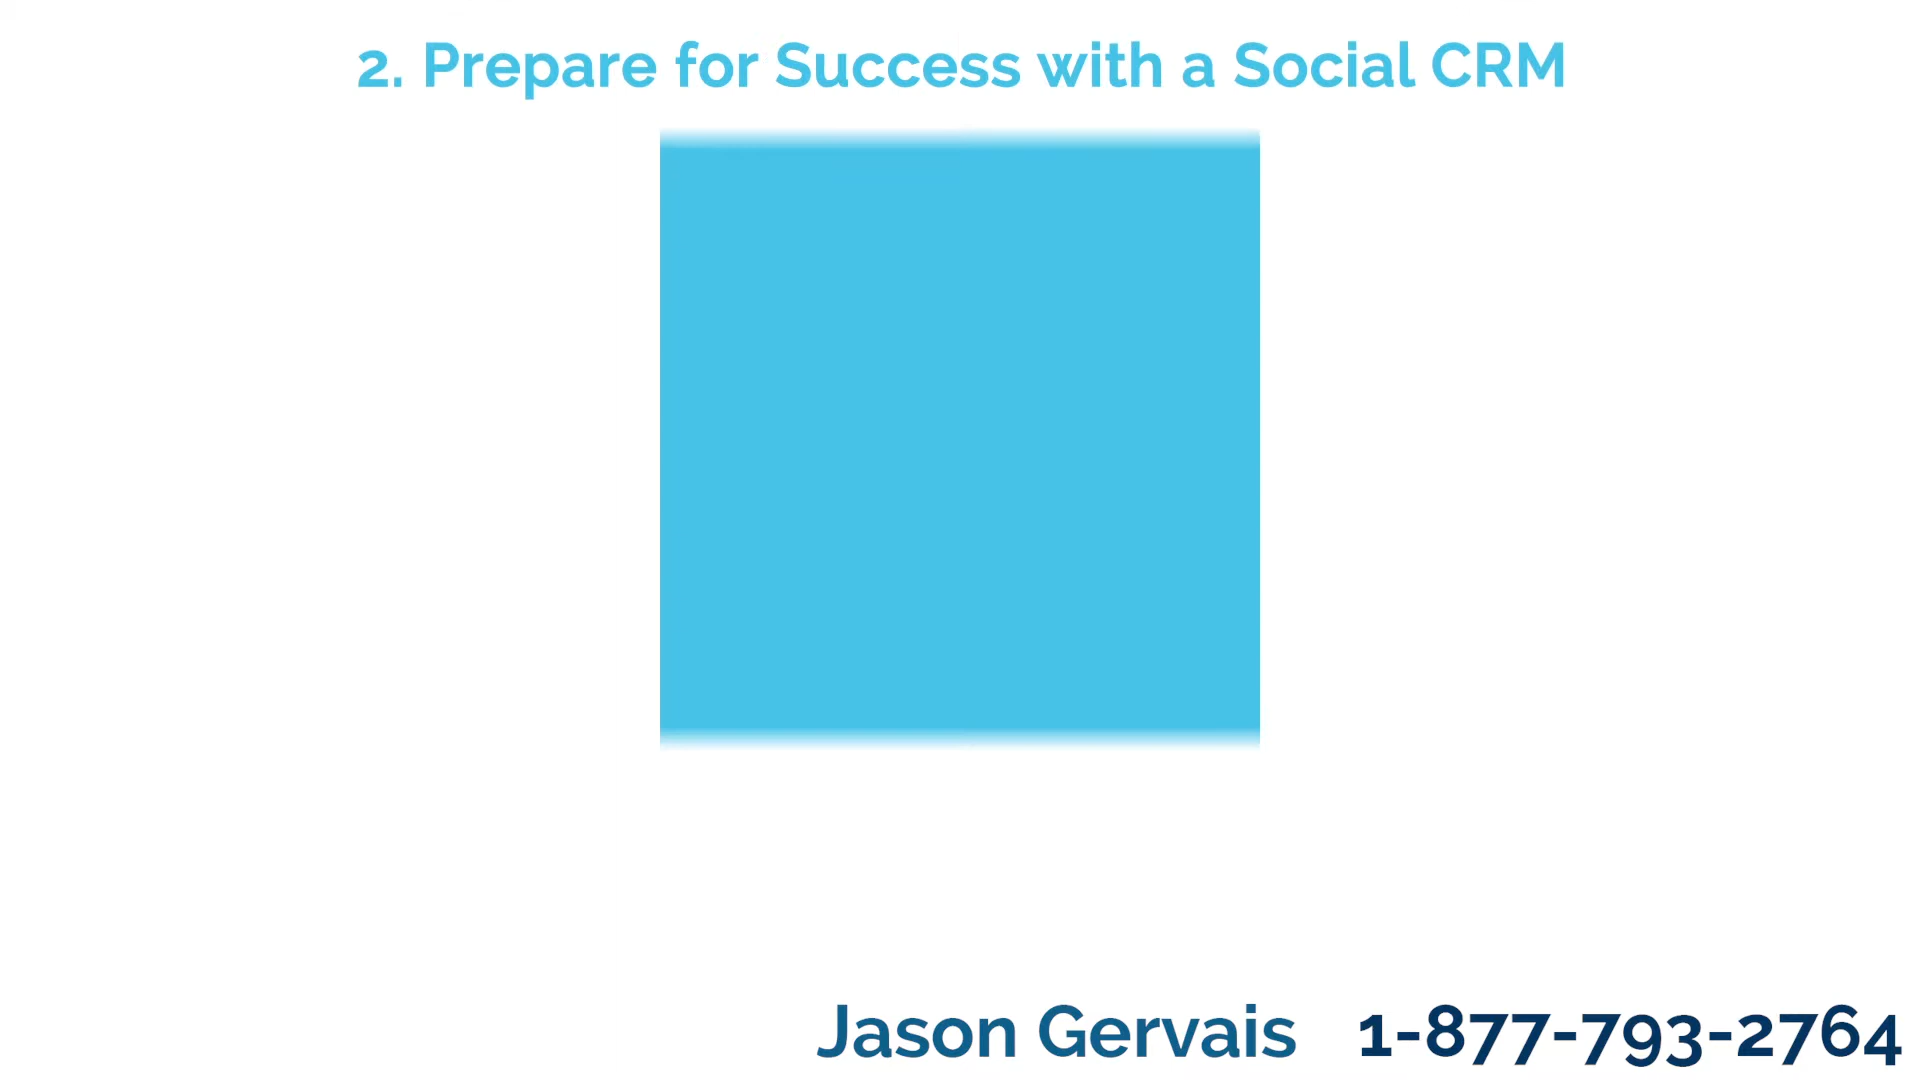 2. Prepare for Success with a Social CRM
Jason Gervais 1-877-793-2764